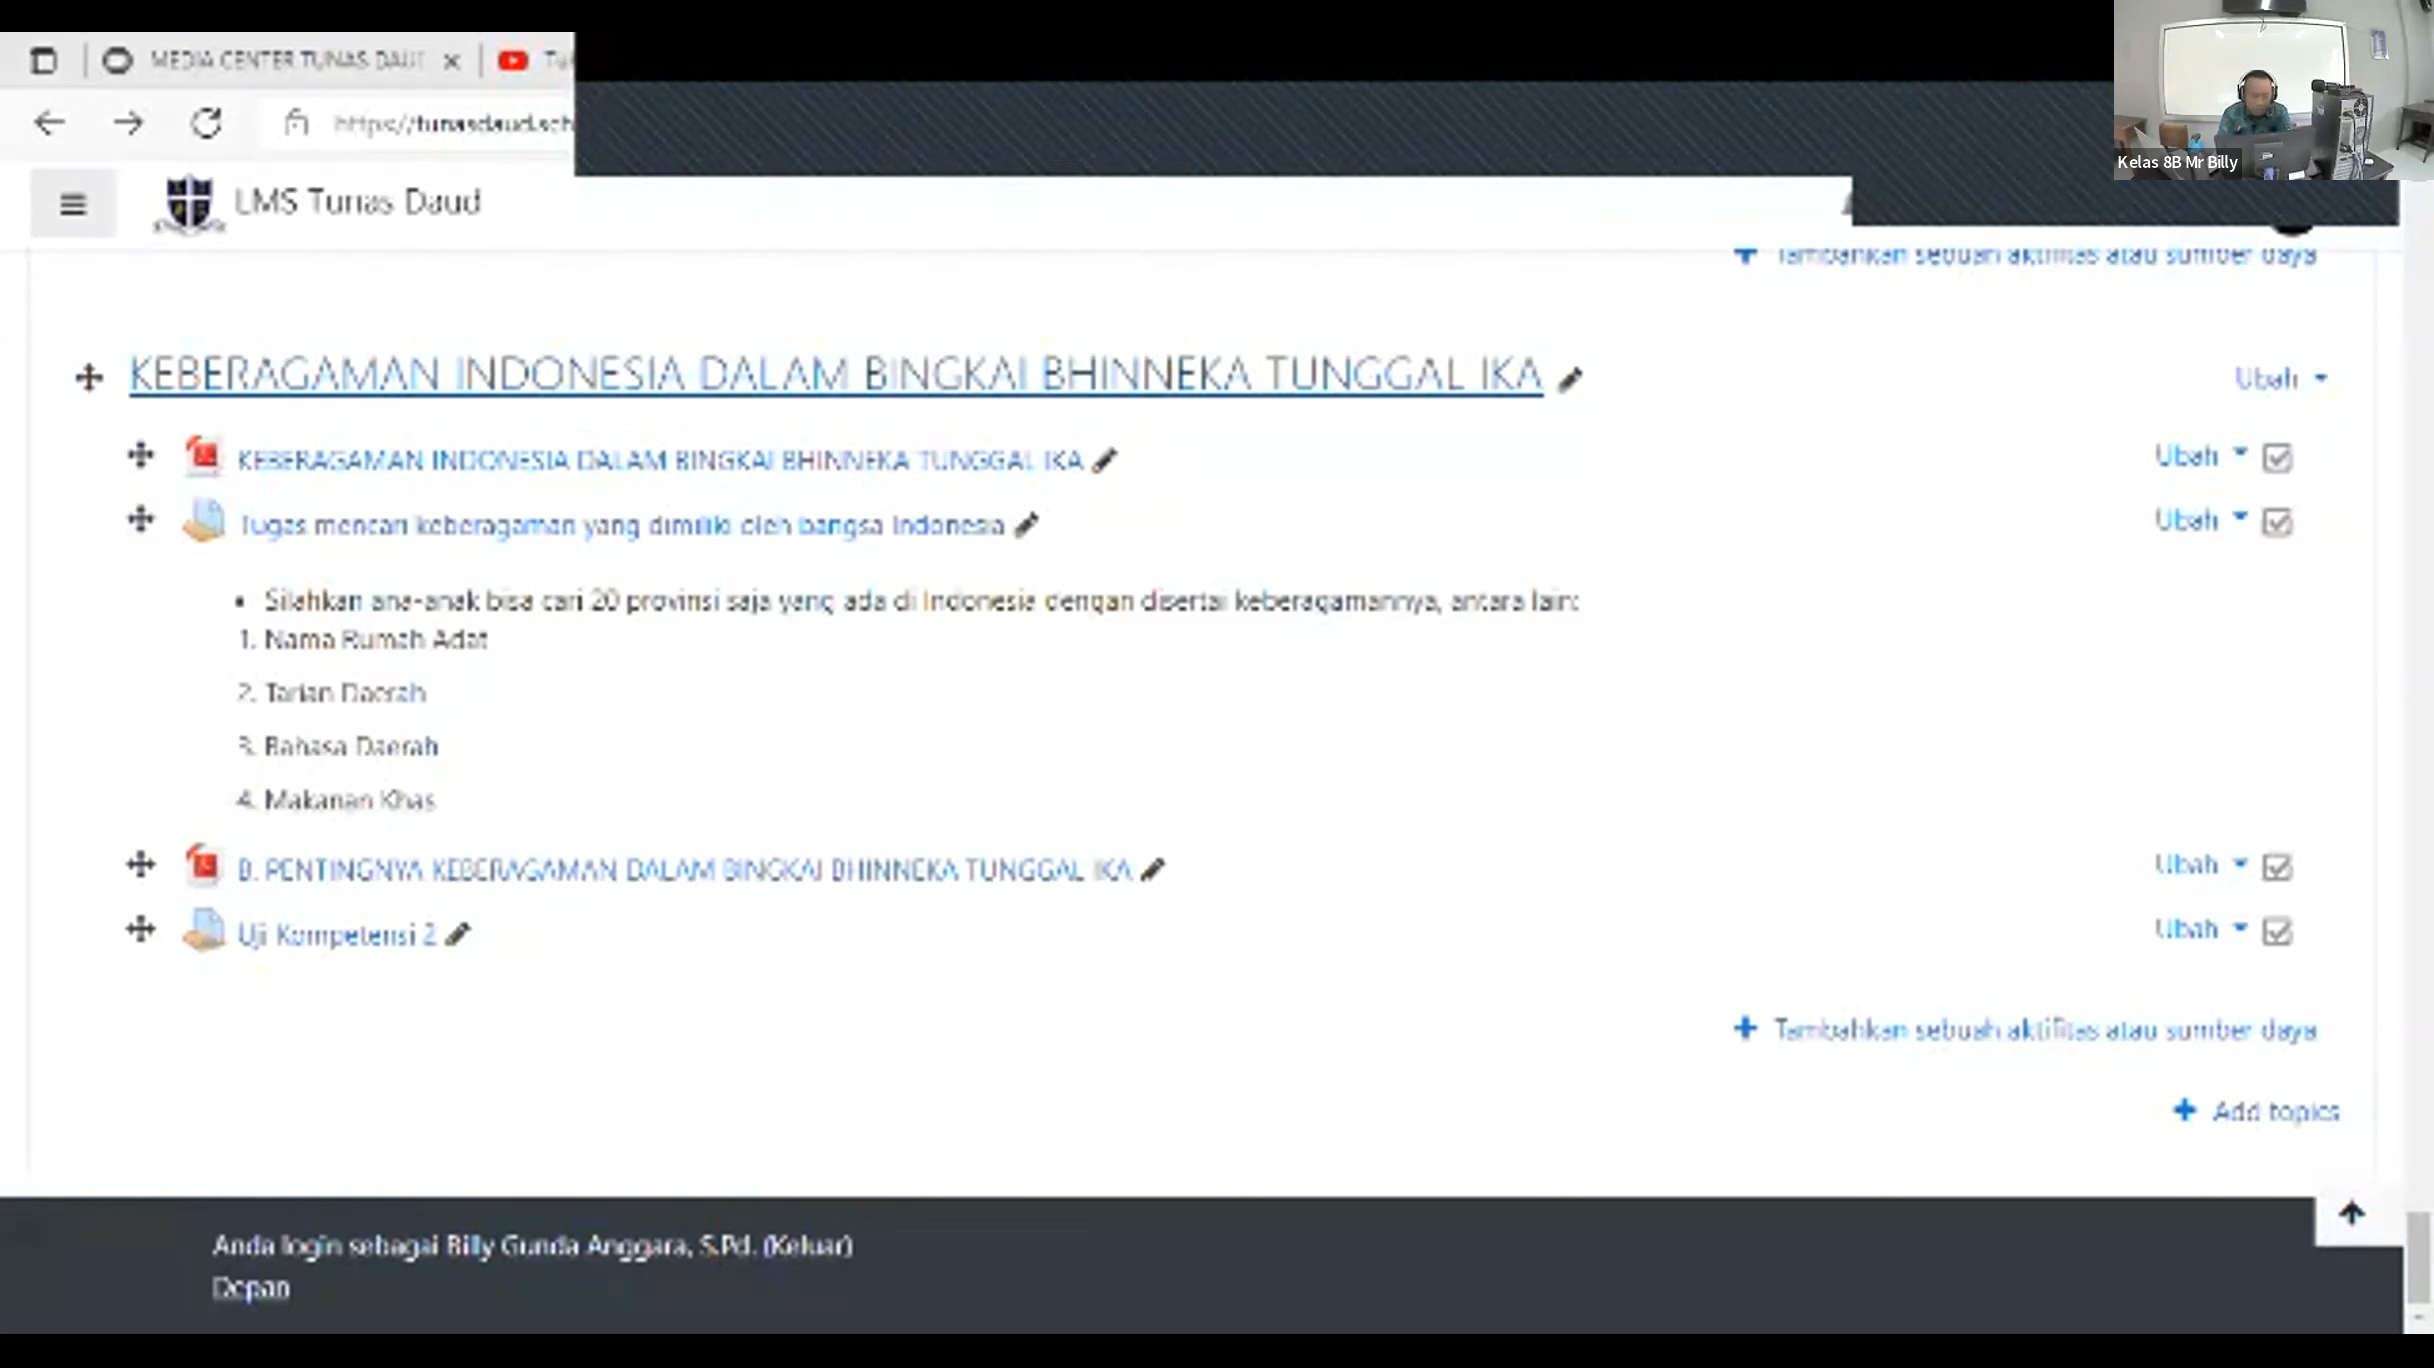 MEDIA CENTER TUNAS DAU
https://tunasdaud.sch
LMS Tunas Daud
Tambahkan sebuah aktifitas atau sumber daya
KEBERAGAMAN INDONESIA DALAM BINGKAI BHINNEKA TUNGGAL IKA
Ubah
KEBERAGAMAN INDONESIA DALAM BINGKAI BHINNEKA TUNGGAL IKA
Ubah
Tugas mencari keberagaman yang dimiliki oleh bangsa Indonesia
Ubah
• Silahkan ana-anak bisa cari 20 provinsi saja yang ada di Indonesia dengan disertai keberagamannya, antara lain:
1. Nama Rumah Adat
2. Tarian Daerah
3. Bahasa Daerah
4. Makanan Khas
B. PENTINGNYA KEBERAGAMAN DALAM BINGKAI BHINNEKA TUNGGAL IKA
Ubah
Uji Kompetensi 2
Ubah
Tambahkan sebuah aktifitas atau sumber daya
Add topics
Anda login sebagai Billy Gunda Anggara, S.Pd. (Keluar)
Depan
Kelas 8B Mr Billy